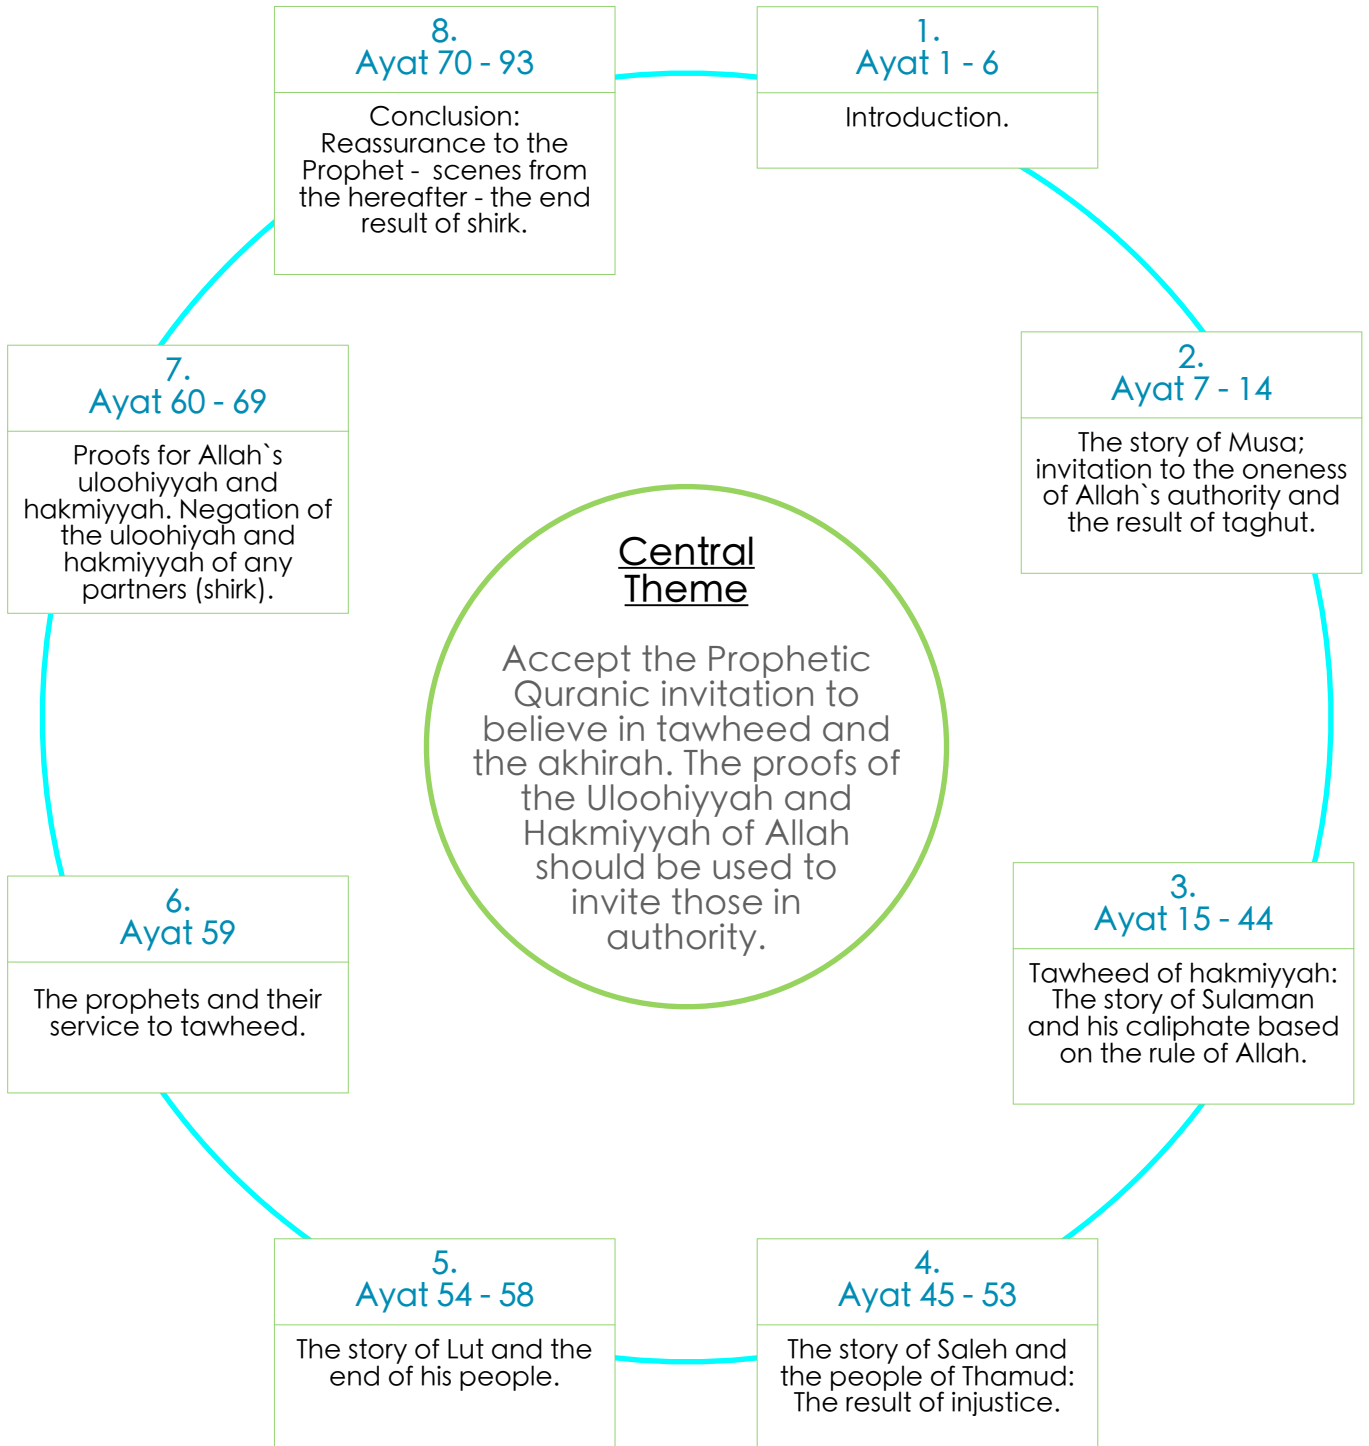 1.
Ayat 1 - 6
Introduction.
2.
Ayat 7 - 14
The story of Musa;
invitation to the oneness
of Allah`s authority and
the result of taghut.
3.
Ayat 15 - 44
Tawheed of hakmiyyah:
The story of Sulaman
and his caliphate based
on the rule of Allah.
4.
Ayat 45 - 53
The story of Saleh and
the people of Thamud:
The result of injustice.
5.
Ayat 54 - 58
The story of Lut and the
end of his people.
6.
Ayat 59
The prophets and their
service to tawheed.
7.
Ayat 60 - 69
Proofs for Allah`s
uloohiyyah and
hakmiyyah. Negation of
the uloohiyah and
hakmiyyah of any
partners (shirk).
8.
Ayat 70 - 93
Conclusion:
Reassurance to the
Prophet -  scenes from
the hereafter - the end
result of shirk.
Central
Theme
Accept the Prophetic
Quranic invitation to
believe in tawheed and
the akhirah. The proofs of
the Uloohiyyah and
Hakmiyyah of Allah
should be used to
invite those in
authority.